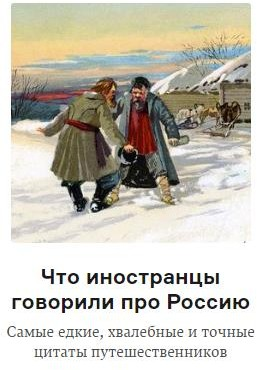 Что иностранцы
говорили про Россию
Самые едкие, хвалебные и точные
цитаты путешественников